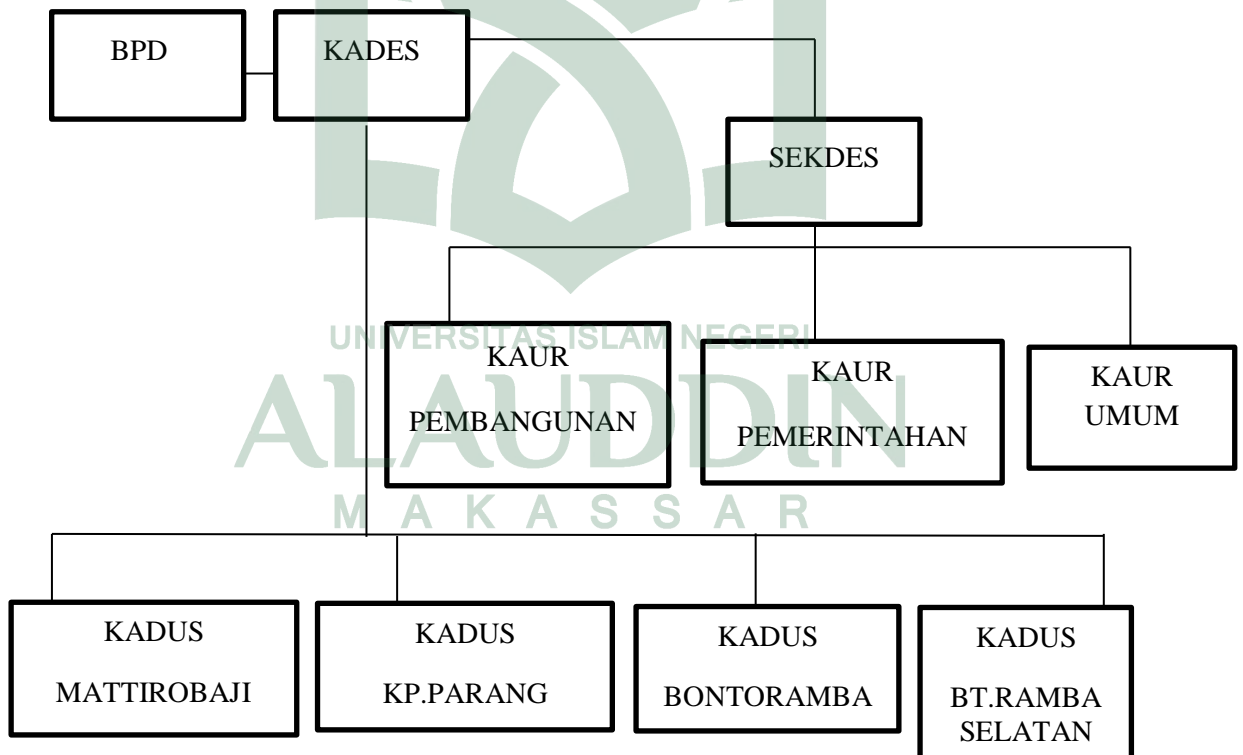 BPD
KADES
SEKDES
KAUR
PEMBANGUNAN
KAUR
PEMERINTAHAN
KAUR
UMUM
UNIVERSITAS ISLAM NEGERI
ALAUDDIN
MAKASSAR
KADUS
MATTIROBAJI
KADUS
KP.PARANG
KADUS
BONTORAMBA
KADUS
BT.RAMBA
SELATAN